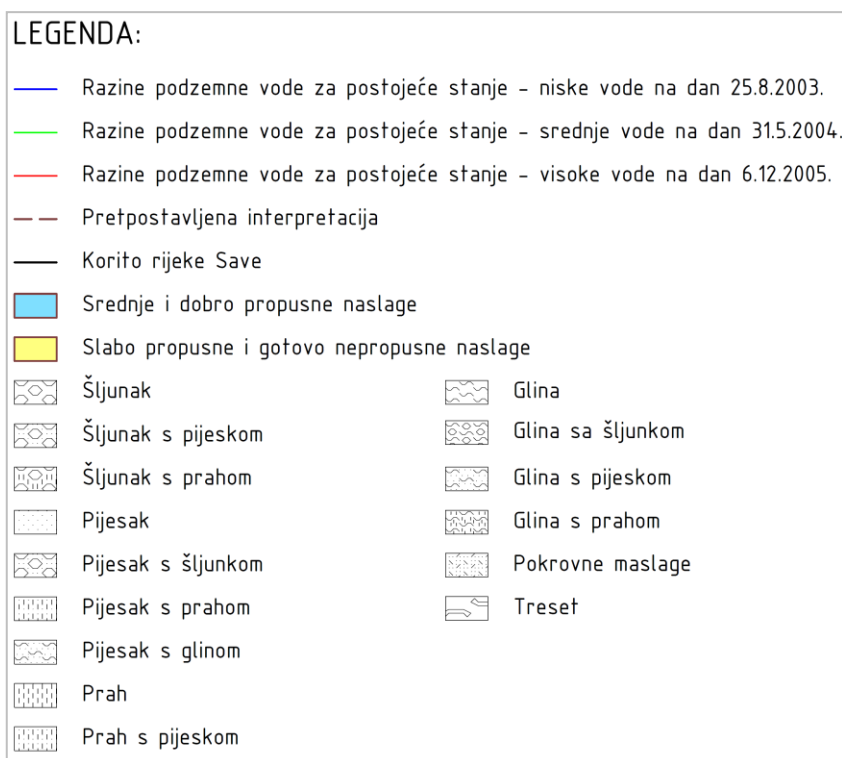 LEGENDA:
Razine podzemne vode za postojeće stanje - niske vode na dan 25.8.2003.
Razine podzemne vode za postojeće stanje - srednje vode na dan 31.5.2004.
Razine podzemne vode za postojeće stanje - visoke vode na dan 6.12.2005.
Pretpostavljena interpretacija
Korito rijeke Save
Srednje i dobro propusne naslage
Slabo propusne i gotovo nepropusne naslage
Šljunak
Šljunak s pijeskom
Šljunak s prahom
Pijesak
Pijesak s šljunkom
Pijesak s prahom
Pijesak s glinom
Prah
Prah s pijeskom
Glina
Glina sa šljunkom
Glina s pijeskom
Glina s prahom
Pokrovne maslage
Treset